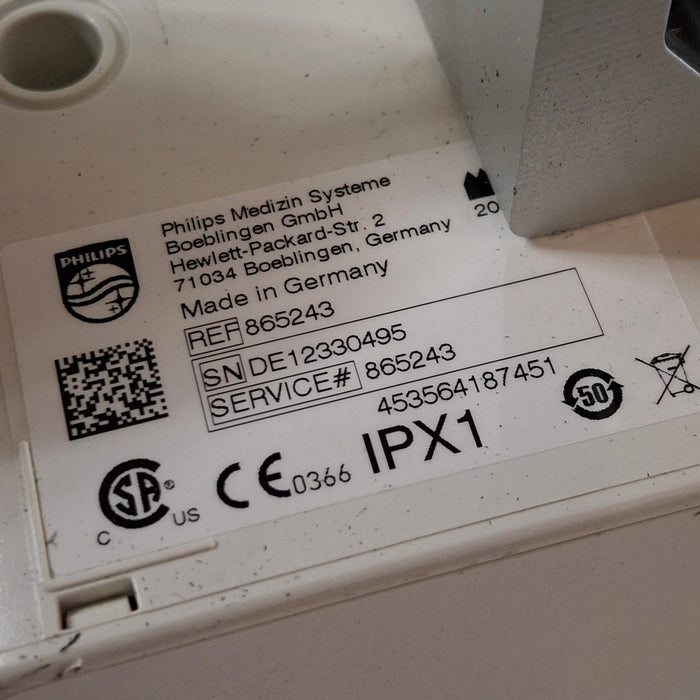 PHILIPS
Philips Medizin Systeme
Boeblingen GmbH
Hewlett-Packard-Str. 2
71034 Boeblingen, Germany
20
Made in Germany
REF 865243
SN DE12330495
SERVICE# 865243
453564187451
50
C SA® US
CE 0366
IPX1